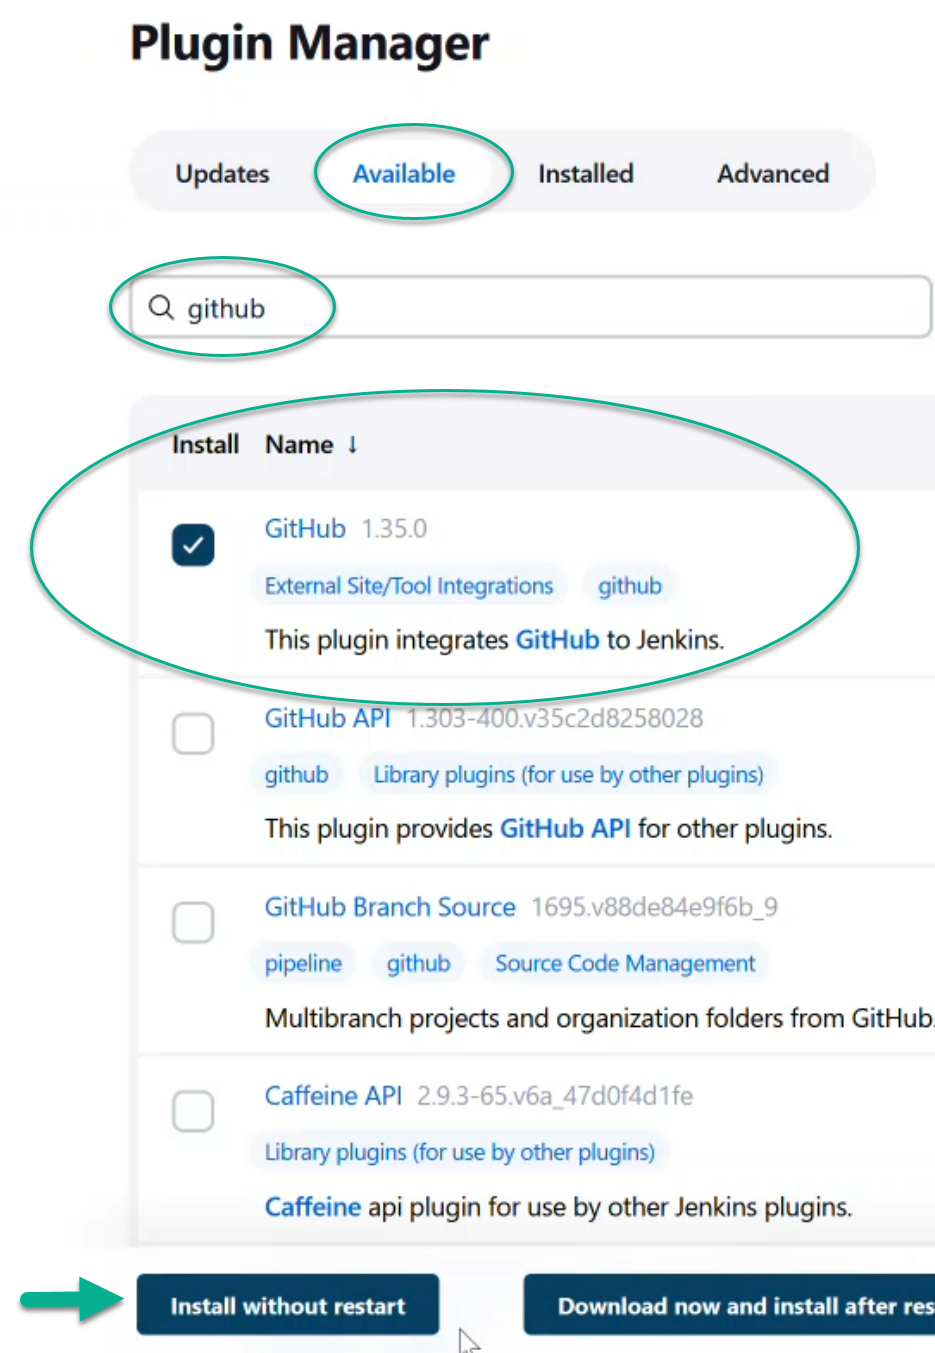 Plugin Manager
Updates Available Installed Advanced
github
Install Name ↓
GitHub 1.35.0
External Site/Tool Integrations github
This plugin integrates GitHub to Jenkins.
GitHub API 1.303-400.v35c2d8258028
github Library plugins (for use by other plugins)
This plugin provides GitHub API for other plugins.
GitHub Branch Source 1695.v88de84e9f6b_9
pipeline github Source Code Management
Multibranch projects and organization folders from GitHub.
Caffeine API 2.9.3-65.v6a_47d0f4d1fe
Library plugins (for use by other plugins)
Caffeine api plugin for use by other Jenkins plugins.
Install without restart Download now and install after res